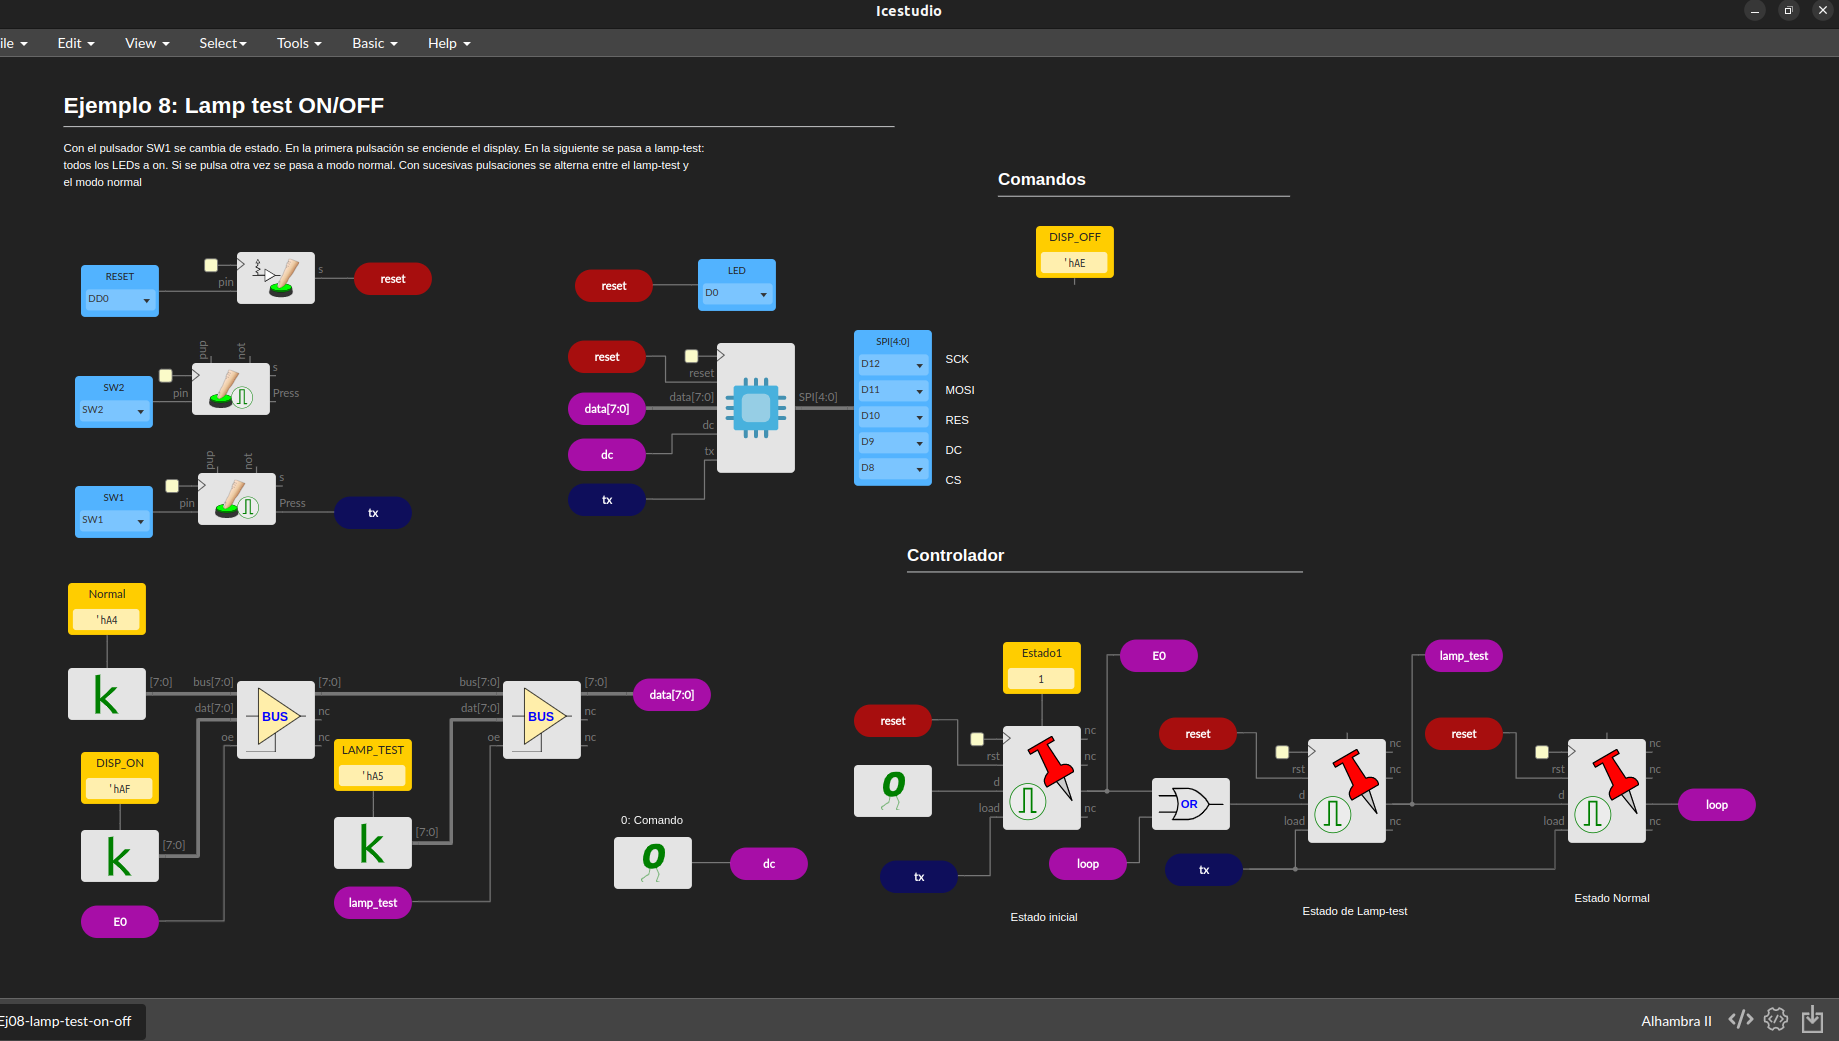 Icestudio
ile
Edit
View
Select
Tools
Basic
Help
Ejemplo 8: Lamp test ON/OFF
Con el pulsador SW1 se cambia de estado. En la primera pulsación se enciende el display. En la siguiente se pasa a lamp-test:
todos los LEDs a on. Si se pulsa otra vez se pasa a modo normal. Con sucesivas pulsaciones se alterna entre el lamp-test y
el modo normal
Comandos
DISP_OFF
'hAE
RESET
DD0
pin
s
reset
reset
LED
D0
SW2
SW2
pin
pup
not
s
Press
SW1
SW1
pin
pup
not
s
Press
tx
reset
data[7:0]
dc
tx
reset
data[7:0]
dc
tx
SPI[4:0]
SPI[4:0]
D12
D11
D10
D9
D8
SCK
MOSI
RES
DC
CS
Normal
'hA4
k
[7:0]
DISP_ON
'hAF
k
[7:0]
E0
bus[7:0]
dat[7:0]
oe
BUS
[7:0]
nc
nc
LAMP_TEST
'hA5
k
[7:0]
lamp_test
bus[7:0]
dat[7:0]
oe
BUS
[7:0]
nc
nc
data[7:0]
0: Comando
0
dc
Controlador
Estado1
1
E0
reset
0
tx
rst
d
load
nc
nc
nc
Estado inicial
loop
OR
reset
tx
rst
d
load
nc
nc
nc
lamp_test
Estado de Lamp-test
reset
rst
d
load
nc
nc
nc
loop
Estado Normal
Ej08-lamp-test-on-off
Alhambra II